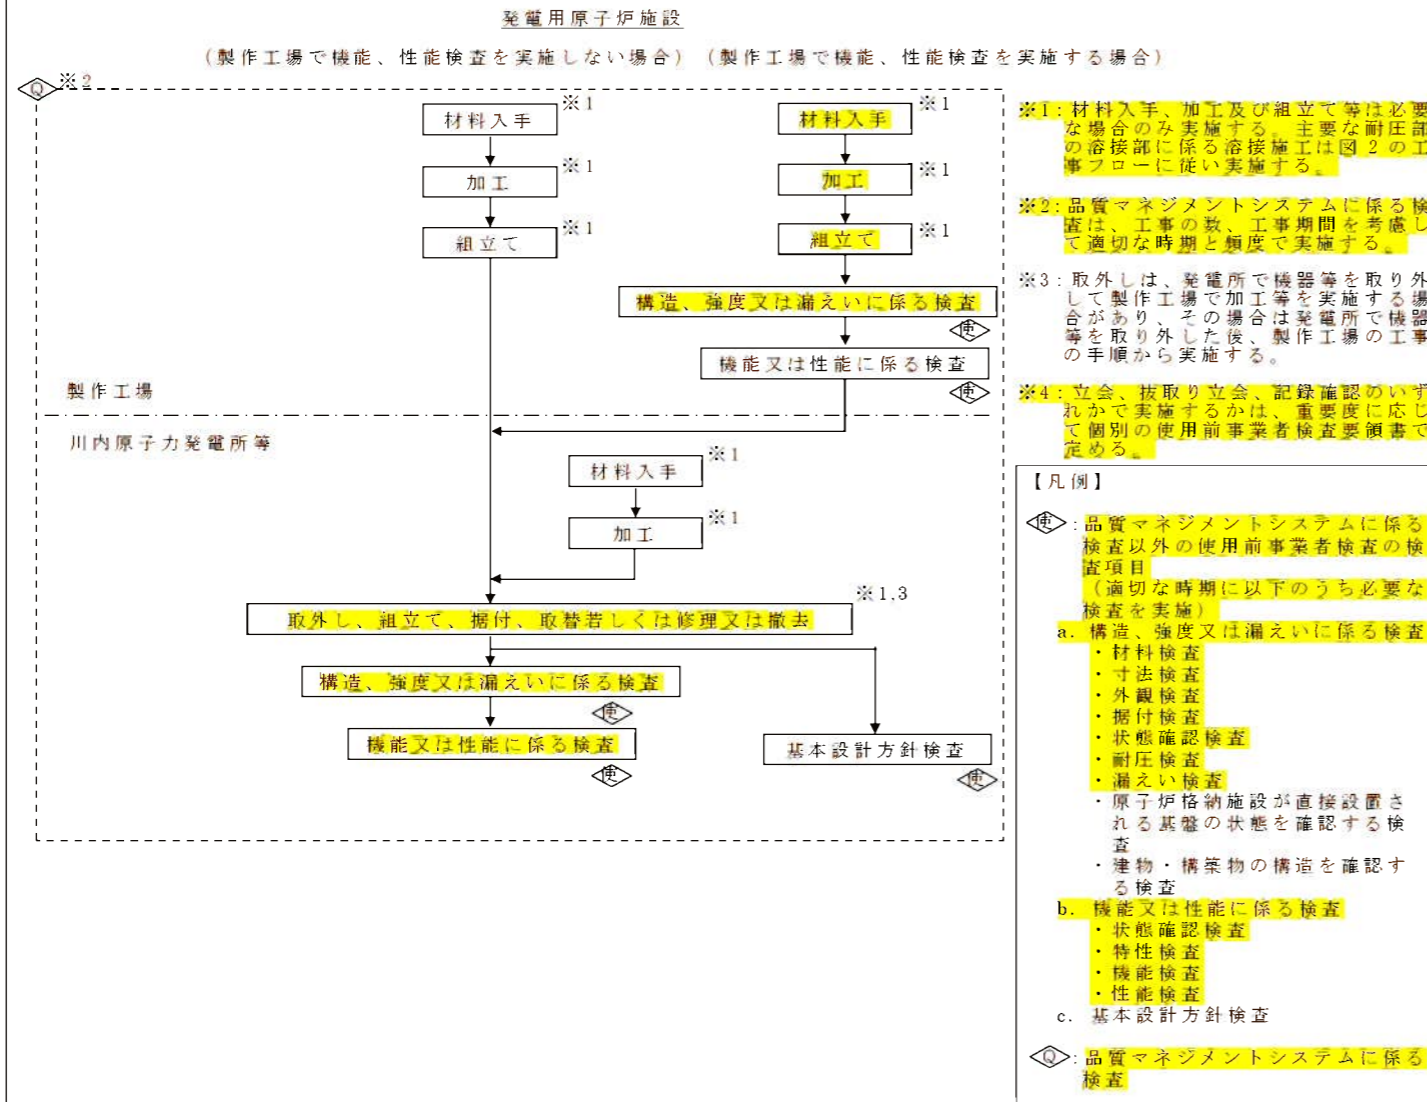 発電用原子炉施設
（製作工場で機能、性能検査を実施しない場合）（製作工場で機能、性能検査を実施する場合）
Q ※2
材料入手 ※1
加工 ※1
組立て ※1
材料入手 ※1
加工 ※1
組立て ※1
構造、強度又は漏えいに係る検査
使
機能又は性能に係る検査
使
製作工場
川内原子力発電所等
材料入手 ※1
加工 ※1
取外し、組立て、据付、取替若しくは修理又は撤去 ※1,3
構造、強度又は漏えいに係る検査
使
機能又は性能に係る検査
使
基本設計方針検査
使
※1：材料入手、加工及び組立て等は必要
な場合のみ実施する。主要な耐圧部
の溶接部に係る溶接施工は図2の工
事フローに従い実施する。
※2：品質マネジメントシステムに係る検
査は、工事の数、工事期間を考慮し
て適切な時期と頻度で実施する。
※3：取外しは、発電所で機器等を取り外
して製作工場で加工等を実施する場
合があり、その場合は発電所で機器
等を取り外した後、製作工場の工事
の手順から実施する。
※4：立会、抜取り立会、記録確認のいず
れかで実施するかは、重要度に応じ
て個別の使用前事業者検査要領書で
定める。
【凡例】
使：品質マネジメントシステムに係る
検査以外の使用前事業者検査の検
査項目
（適切な時期に以下のうち必要な
検査を実施）
a. 構造、強度又は漏えいに係る検査
・材料検査
・寸法検査
・外観検査
・据付検査
・状態確認検査
・耐圧検査
・漏えい検査
・原子炉格納施設が直接設置さ
れる基盤の状態を確認する検
査
・建物・構築物の構造を確認す
る検査
b. 機能又は性能に係る検査
・状態確認検査
・特性検査
・機能検査
・性能検査
c. 基本設計方針検査
Q：品質マネジメントシステムに係る
検査